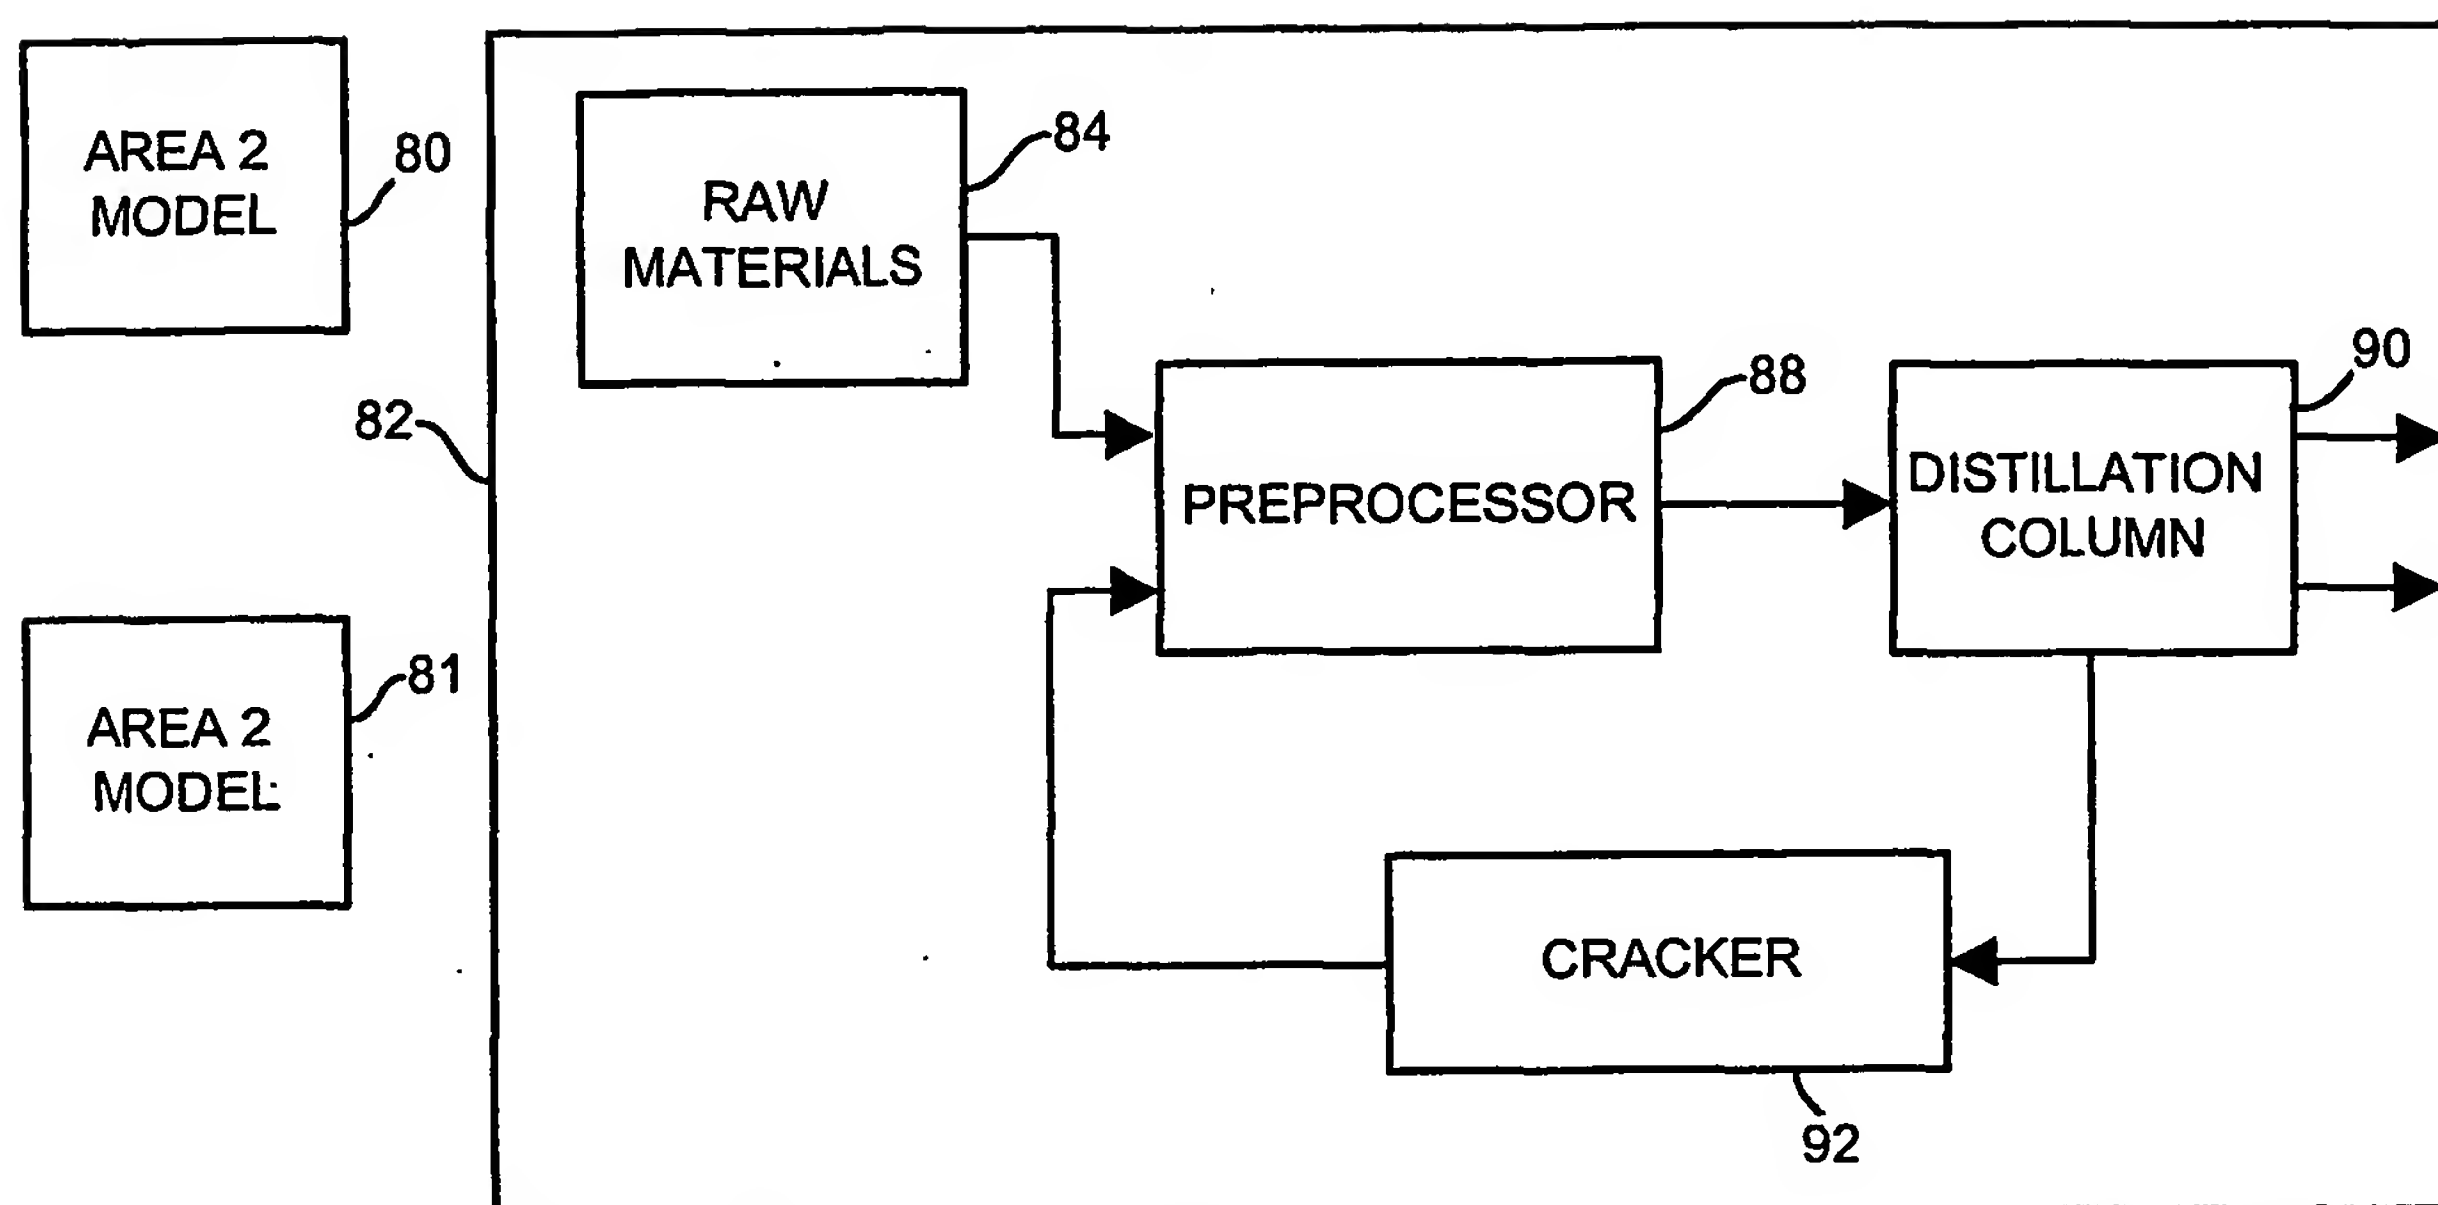 AREA 2
MODEL
80
RAW
MATERIALS
84
82
PREPROCESSOR
88
DISTILLATION
COLUMN
90
AREA 2
MODEL
81
CRACKER
92